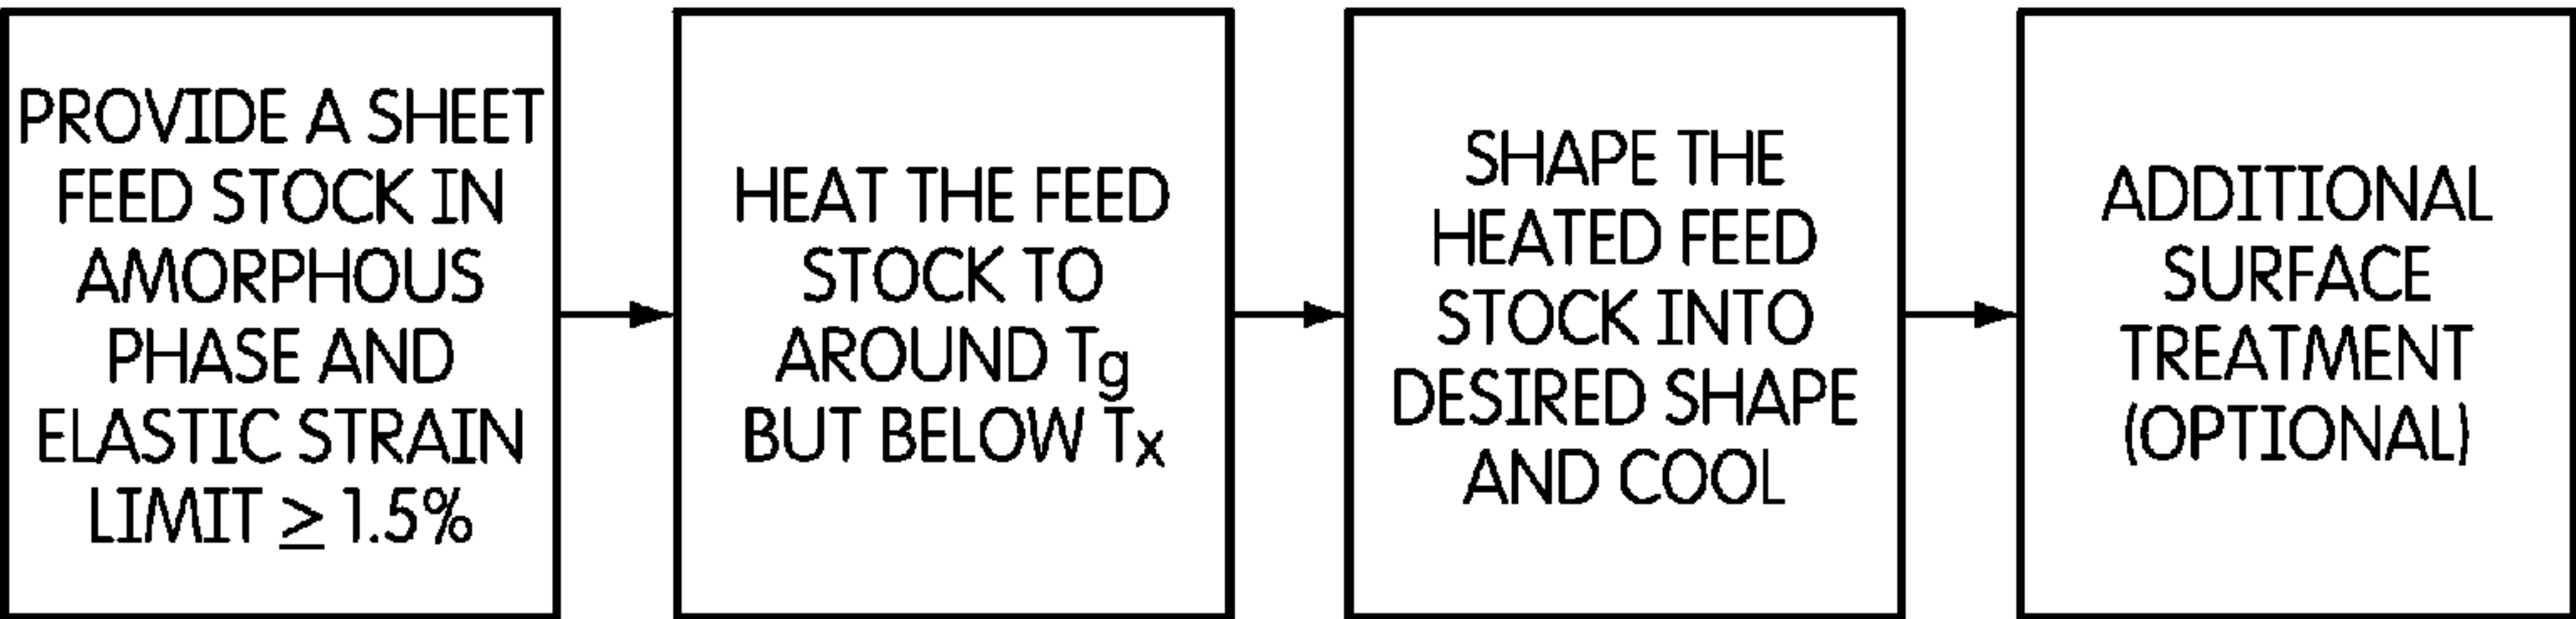 PROVIDE A SHEET
FEED STOCK IN
AMORPHOUS
PHASE AND
ELASTIC STRAIN
LIMIT ≥ 1.5%
HEAT THE FEED
STOCK TO
AROUND Tg
BUT BELOW Tx
SHAPE THE
HEATED FEED
STOCK INTO
DESIRED SHAPE
AND COOL
ADDITIONAL
SURFACE
TREATMENT
(OPTIONAL)